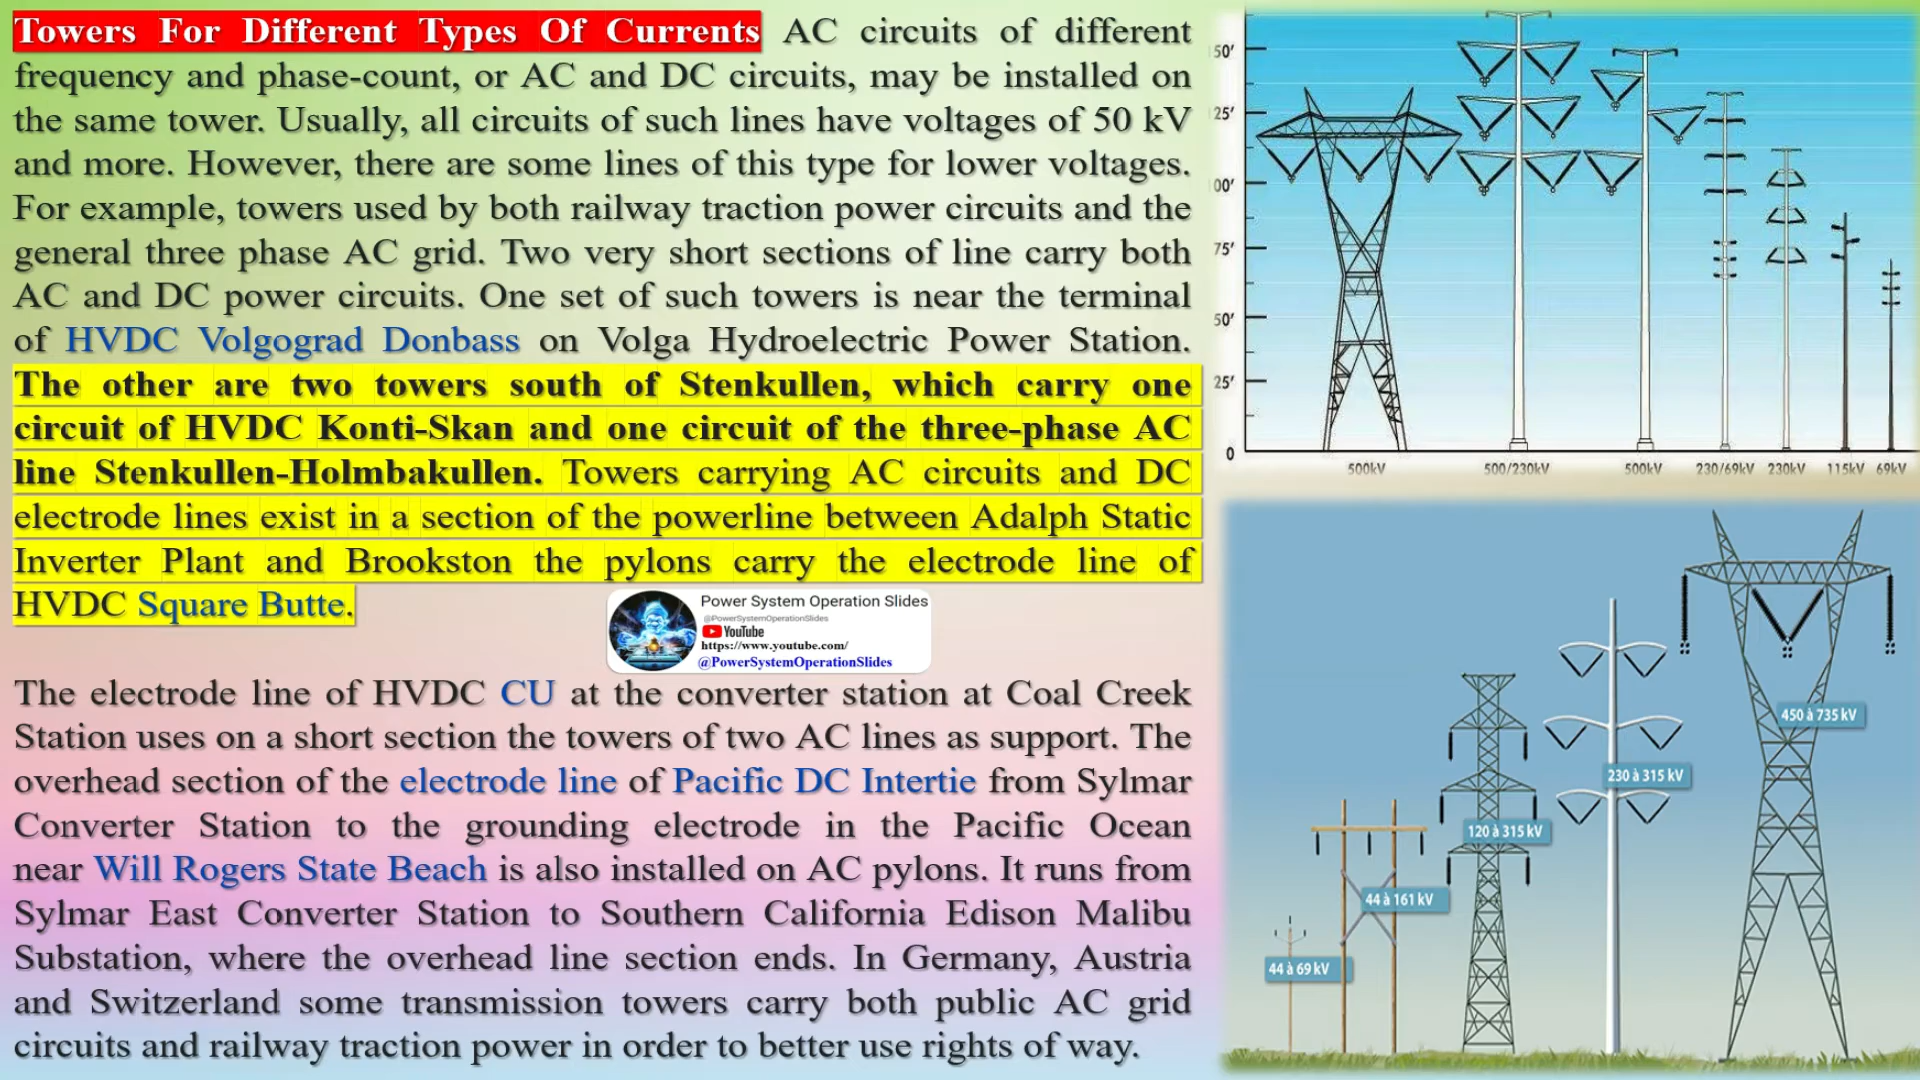 Towers For Different Types Of Currents AC circuits of different
frequency and phase-count, or AC and DC circuits, may be installed on
the same tower. Usually, all circuits of such lines have voltages of 50 kV
and more. However, there are some lines of this type for lower voltages.
For example, towers used by both railway traction power circuits and the
general three phase AC grid. Two very short sections of line carry both
AC and DC power circuits. One set of such towers is near the terminal
of HVDC Volgograd Donbass on Volga Hydroelectric Power Station.
The other are two towers south of Stenkullen, which carry one
circuit of HVDC Konti-Skan and one circuit of the three-phase AC
line Stenkullen-Holmbakullen. Towers carrying AC circuits and DC
electrode lines exist in a section of the powerline between Adalph Static
Inverter Plant and Brookston the pylons carry the electrode line of
HVDC Square Butte.
Power System Operation Slides
@PowerSystemOperationSlides
YouTube
https://www.youtube.com/
@PowerSystemOperationSlides
The electrode line of HVDC CU at the converter station at Coal Creek
Station uses on a short section the towers of two AC lines as support. The
overhead section of the electrode line of Pacific DC Intertie from Sylmar
Converter Station to the grounding electrode in the Pacific Ocean
near Will Rogers State Beach is also installed on AC pylons. It runs from
Sylmar East Converter Station to Southern California Edison Malibu
Substation, where the overhead line section ends. In Germany, Austria
and Switzerland some transmission towers carry both public AC grid
circuits and railway traction power in order to better use rights of way.
50'
25'
00'
75'
50'
25'
0
500kV 500/230kV 500kV 230/69kV 230kV 115kV 69kV
450 à 735 kV
230 à 315 kV
120 à 315 kV
44 à 161 kV
44 à 69 kV